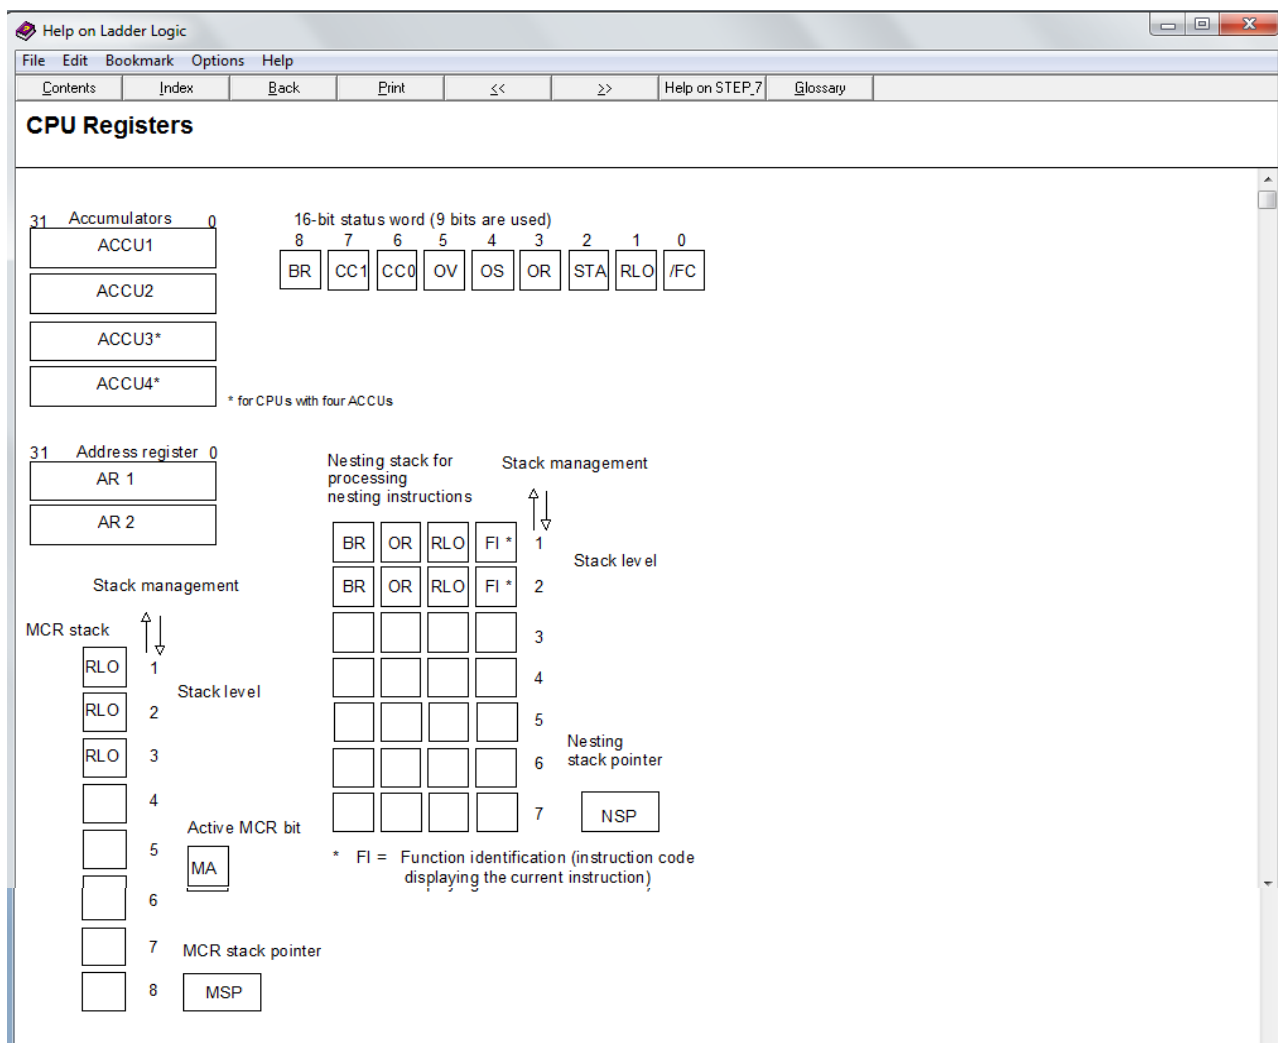 Help on Ladder Logic
File Edit Bookmark Options Help
Contents Index Back Print << >> Help on STEP_7 Glossary
CPU Registers
31 Accumulators 0
ACCU1
ACCU2
ACCU3*
ACCU4*
* for CPUs with four ACCUs
16-bit status word (9 bits are used)
8 7 6 5 4 3 2 1 0
BR CC1 CC0 OV OS OR STA RLO /FC
31 Address register 0
AR 1
AR 2
Nesting stack for
processing
nesting instructions
Stack management
BR OR RLO FI * 1
Stack level
BR OR RLO FI * 2
3
4
5
6
7
Nesting
stack pointer
NSP
* FI = Function identification (instruction code
displaying the current instruction)
Stack management
MCR stack
RLO 1
Stack level
RLO 2
RLO 3
4
Active MCR bit
5
MA
6
7
MCR stack pointer
8
MSP